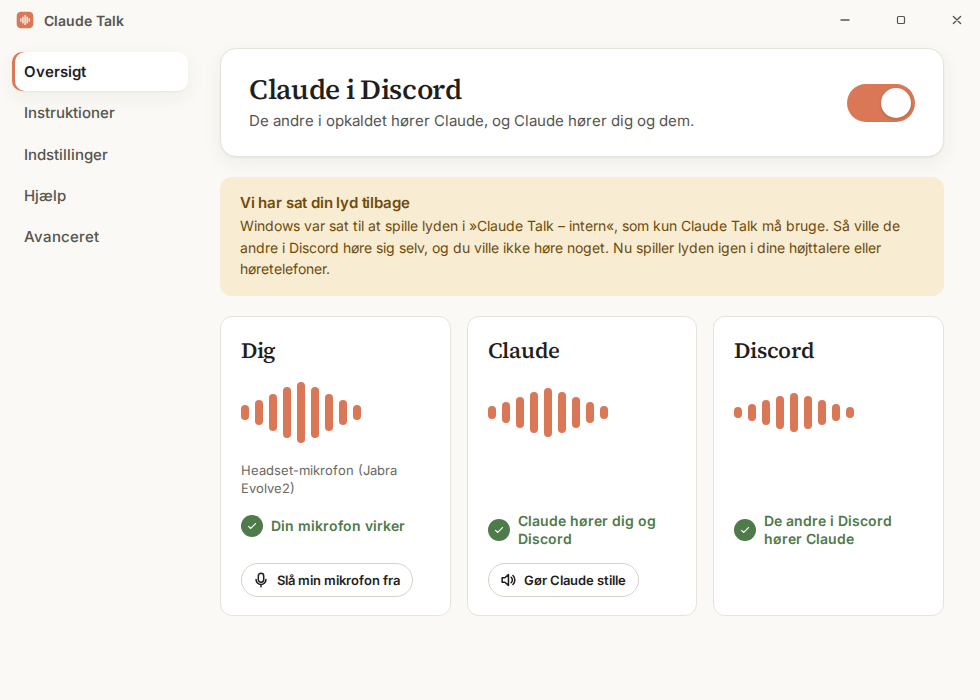 Claude Talk
Oversigt
Instruktioner
Indstillinger
Hjælp
Avanceret
Claude i Discord
De andre i opkaldet hører Claude, og Claude hører dig og dem.
Vi har sat din lyd tilbage
Windows var sat til at spille lyden i »Claude Talk – intern«, som kun Claude Talk må bruge. Så ville de
andre i Discord høre sig selv, og du ville ikke høre noget. Nu spiller lyden igen i dine højttalere eller
høretelefoner.
Dig
Headset-mikrofon (Jabra
Evolve2)
Din mikrofon virker
Slå min mikrofon fra
Claude
Claude hører dig og
Discord
Gør Claude stille
Discord
De andre i Discord
hører Claude